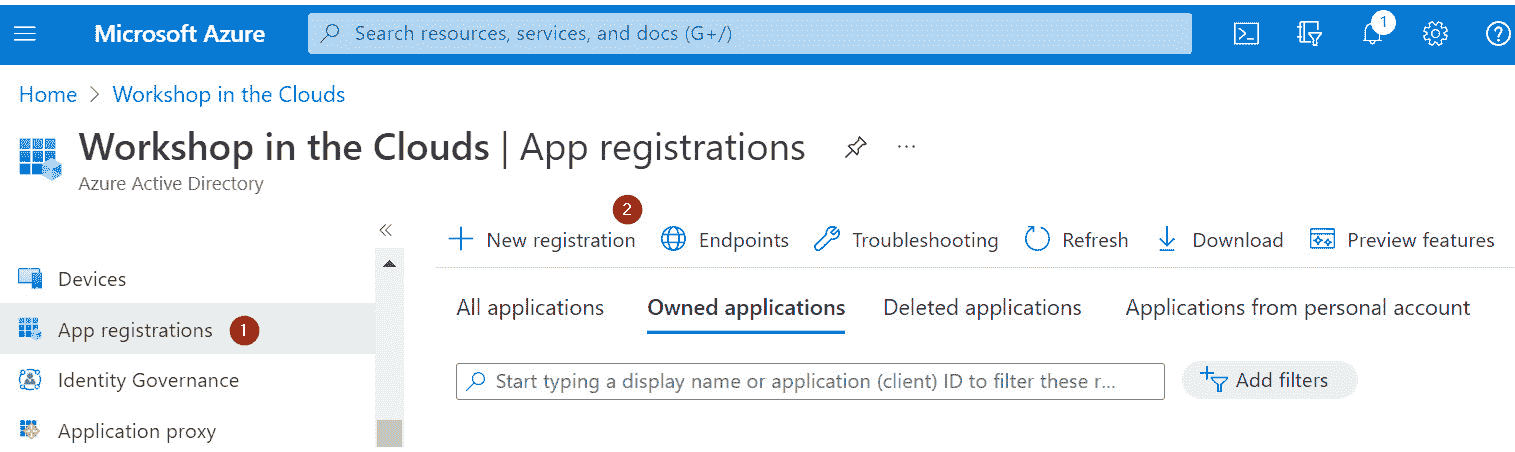 Microsoft Azure Search resources, services, and docs (G+/) 1
Home > Workshop in the Clouds
Workshop in the Clouds | App registrations ...
Azure Active Directory
«
Devices
App registrations 1
Identity Governance
Application proxy
2
+ New registration Endpoints Troubleshooting Refresh Download Preview features
All applications Owned applications Deleted applications Applications from personal account
Start typing a display name or application (client) ID to filter these r... Add filters